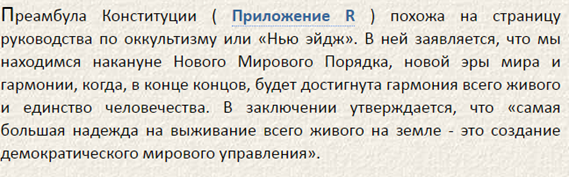 Преамбула Конституции ( Приложение R ) похожа на страницу
руководства по оккультизму или «Нью эйдж». В ней заявляется, что мы
находимся накануне Нового Мирового Порядка, новой эры мира и
гармонии, когда, в конце концов, будет достигнута гармония всего живого
и единство человечества. В заключении утверждается, что «самая
большая надежда на выживание всего живого на земле - это создание
демократического мирового управления».